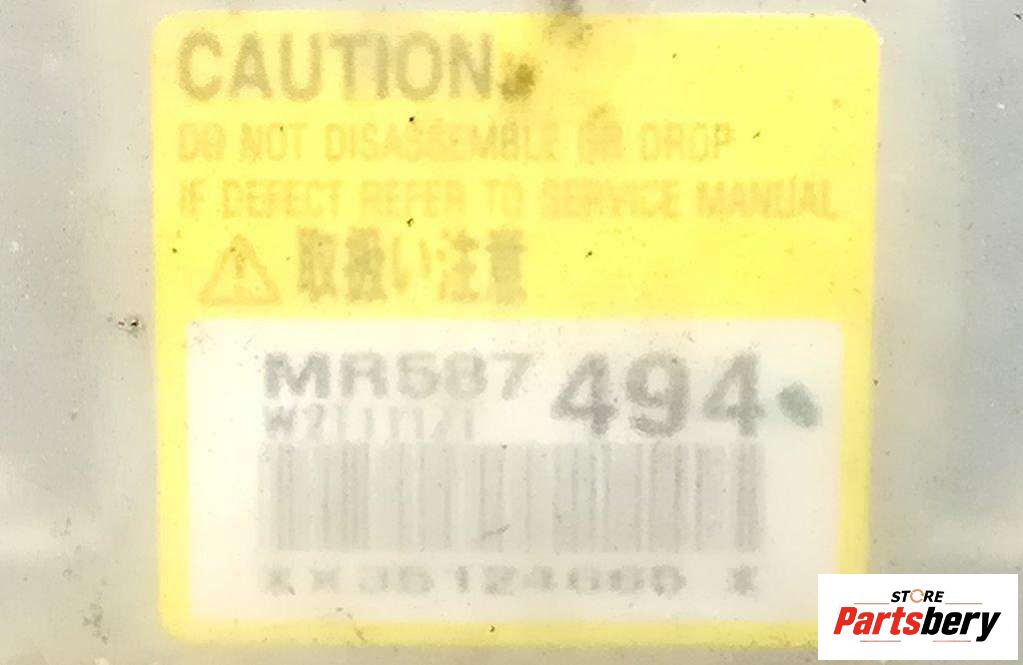 CAUTION
DO NOT DISASSEMBLE OR DROP
IF DEFECT REFER TO SERVICE MANUAL
取扱い注意
MR587 494
STORE
Partsbery